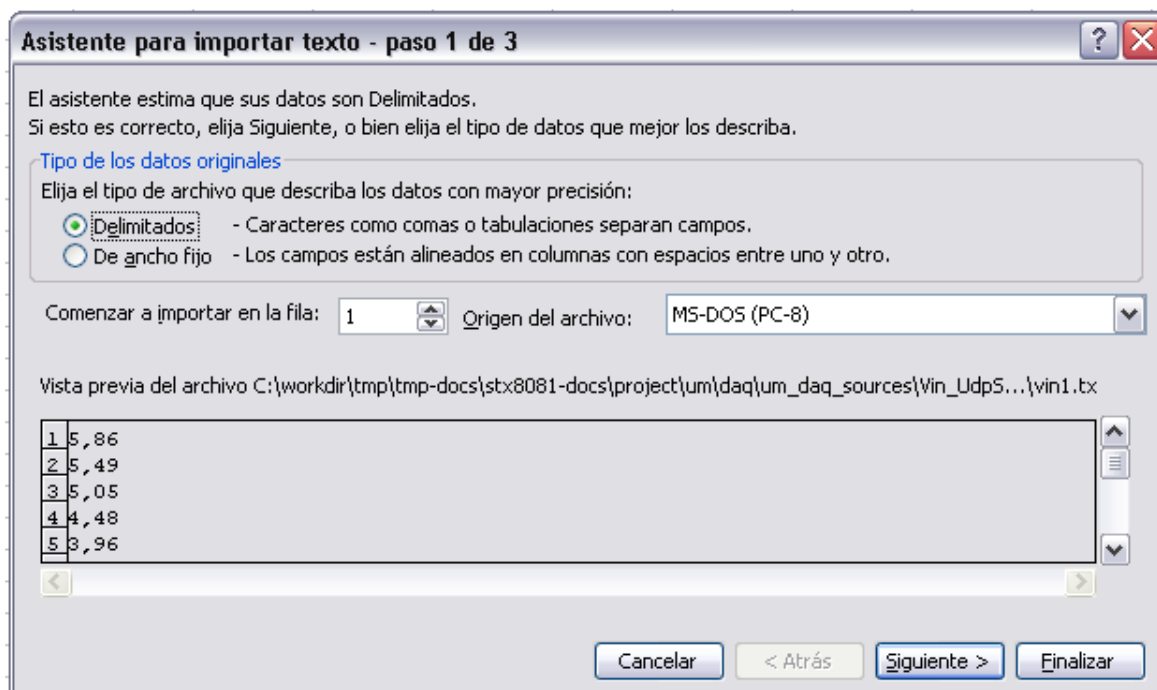 Asistente para importar texto - paso 1 de 3
El asistente estima que sus datos son Delimitados.
Si esto es correcto, elija Siguiente, o bien elija el tipo de datos que mejor los describa.
Tipo de los datos originales
Elija el tipo de archivo que describa los datos con mayor precisión:
Delimitados - Caracteres como comas o tabulaciones separan campos.
De ancho fijo - Los campos están alineados en columnas con espacios entre uno y otro.
Comenzar a importar en la fila: 1 Origen del archivo: MS-DOS (PC-8)
Vista previa del archivo C:\workdir\tmp\tmp-docs\stx8081-docs\project\um\daq\um_daq_sources\Vin_UdpS...\vin1.tx
1 5,86
2 5,49
3 5,05
4 4,48
5 3,96
Cancelar < Atrás Siguiente > Finalizar